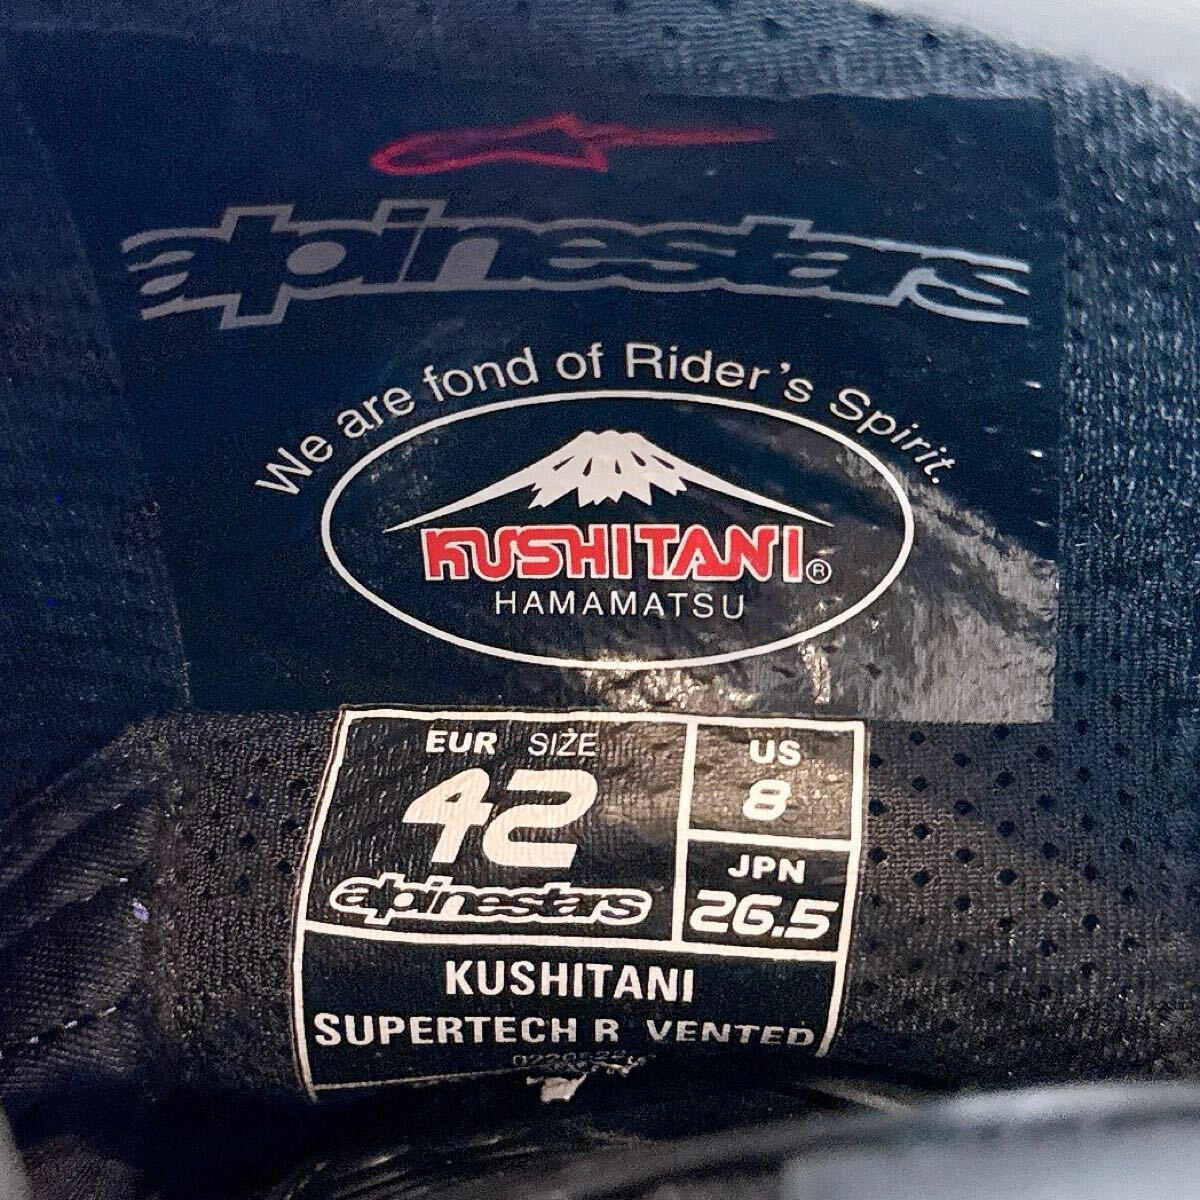 alpinestars
We are fond of Rider's Spirit.
KUSHITANI®
HAMAMATSU
EUR SIZE
42
alpinestars
US
8
JPN
26.5
KUSHITANI
SUPERTECH R VENTED